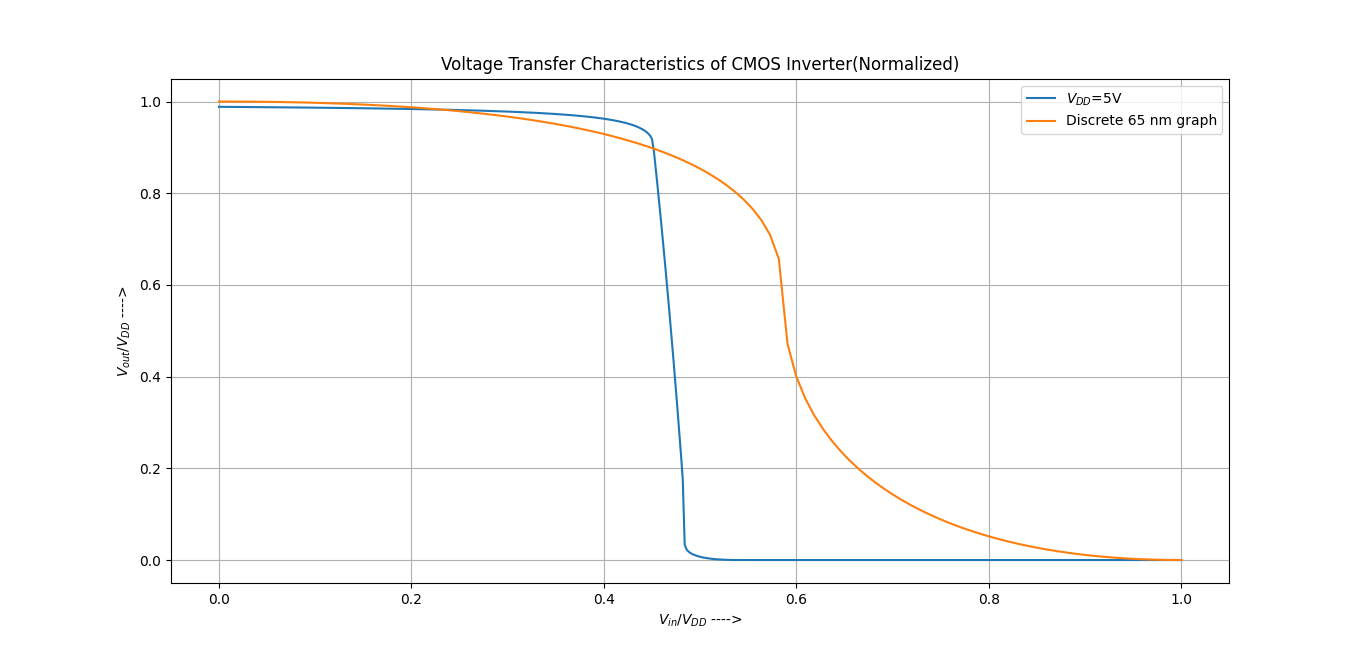 Voltage Transfer Characteristics of CMOS Inverter(Normalized)
V_DD=5V
Discrete 65 nm graph
1.0
0.8
0.6
0.4
0.2
0.0
V_out/V_DD ---->
0.0 0.2 0.4 0.6 0.8 1.0
V_in/V_DD ---->